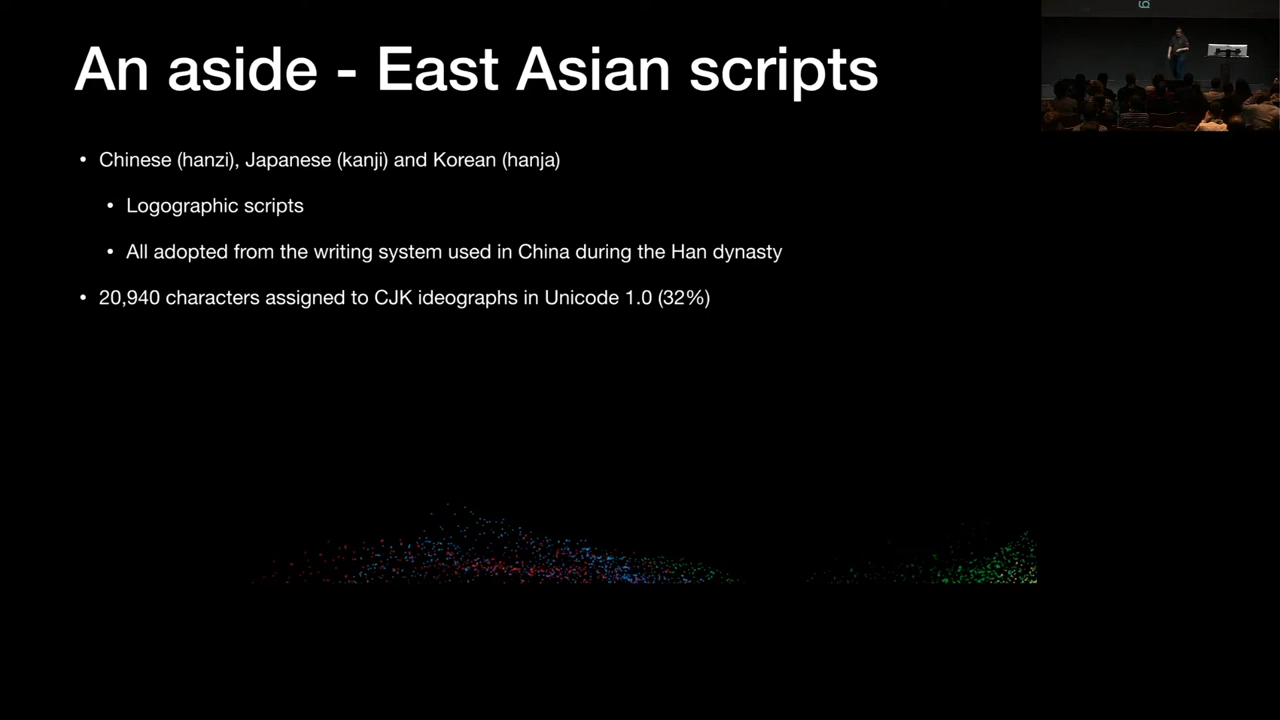 An aside - East Asian scripts
• Chinese (hanzi), Japanese (kanji) and Korean (hanja)
• Logographic scripts
• All adopted from the writing system used in China during the Han dynasty
• 20,940 characters assigned to CJK ideographs in Unicode 1.0 (32%)